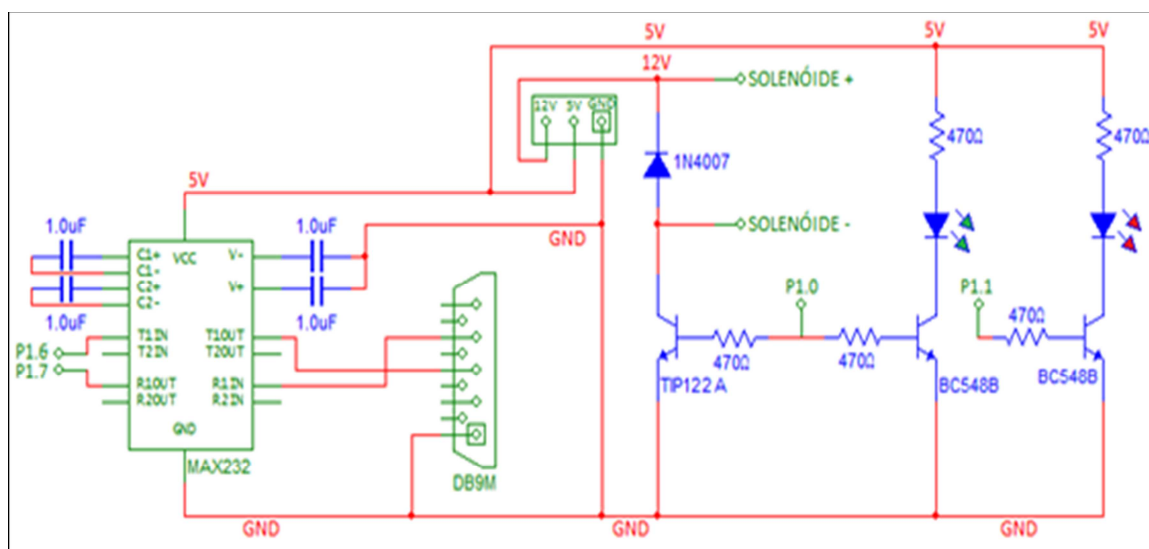 5V
5V
5V
12V
SOLENÓIDE +
12V
5V
GND
470Ω
470Ω
1N4007
5V
1.0uF
1.0uF
C1+
VCC
V-
C1-
C2+
V+
C2-
GND
SOLENÓIDE -
1.0uF
1.0uF
P1.0
P1.1
T1IN
T1OUT
P1.6
T2IN
T2OUT
P1.7
R1OUT
R1IN
R2OUT
R2IN
GND
MAX232
470Ω
470Ω
470Ω
TIP122 A
BC548B
BC548B
DB9M
GND
GND
GND